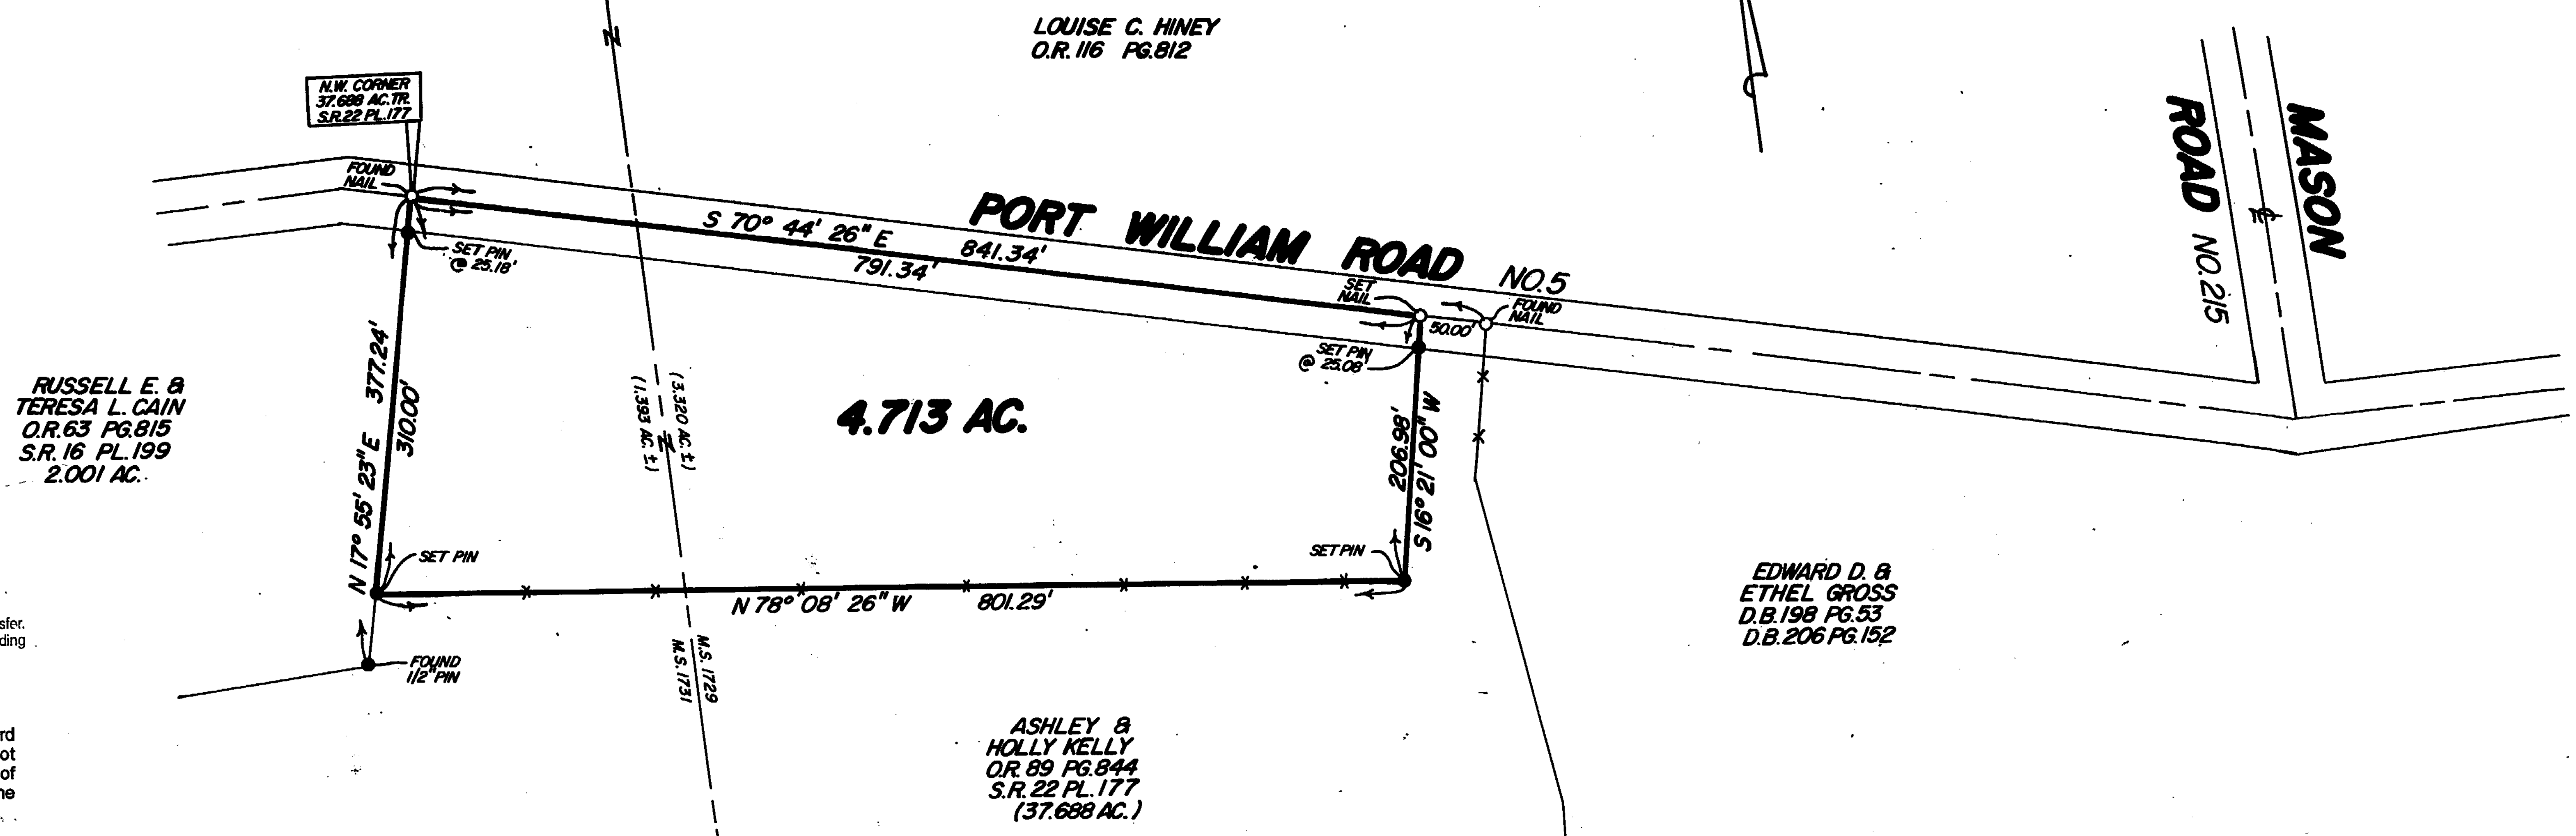 LOUISE C. HINEY
O.R. 116 PG. 812
N.W. CORNER
37.688 AC. TR.
S.R. 22 PL. 177
FOUND
NAIL
SET PIN
@ 25.18'
S 70° 44' 26" E 841.34'
791.34'
PORT WILLIAM ROAD NO. 5
SET
NAIL
FOUND
NAIL
50.00'
SET PIN
@ 25.08'
MASON
ROAD NO. 215
RUSSELL E. &
TERESA L. CAIN
O.R. 63 PG. 815
S.R. 16 PL. 199
2.001 AC.
N 17° 55' 23" E 377.24'
310.00'
(3.320 AC. ±)
(1.393 AC. ±)
4.713 AC.
206.98'
S 16° 21' 00" W
SET PIN
SET PIN
N 78° 08' 26" W 801.29'
M.S. 1729
M.S. 1731
FOUND
1/2" PIN
EDWARD D. &
ETHEL GROSS
D.B. 198 PG. 53
D.B. 206 PG. 152
ASHLEY &
HOLLY KELLY
O.R. 89 PG. 844
S.R. 22 PL. 177
(37.688 AC.)
sfer.
ding
rd
ot
of
ne